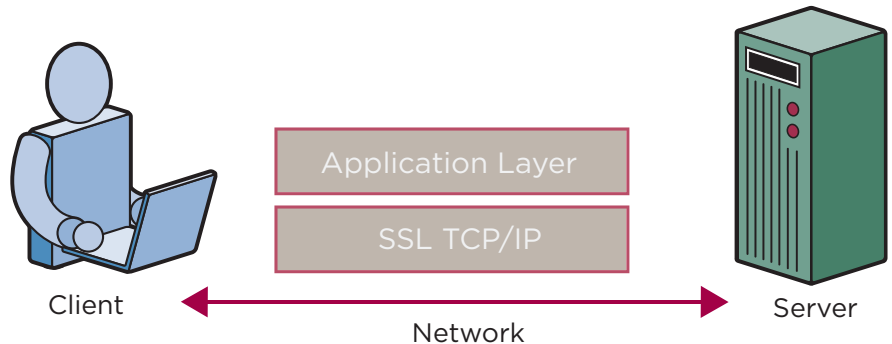 Application Layer
SSL TCP/IP
Client
Server
Network